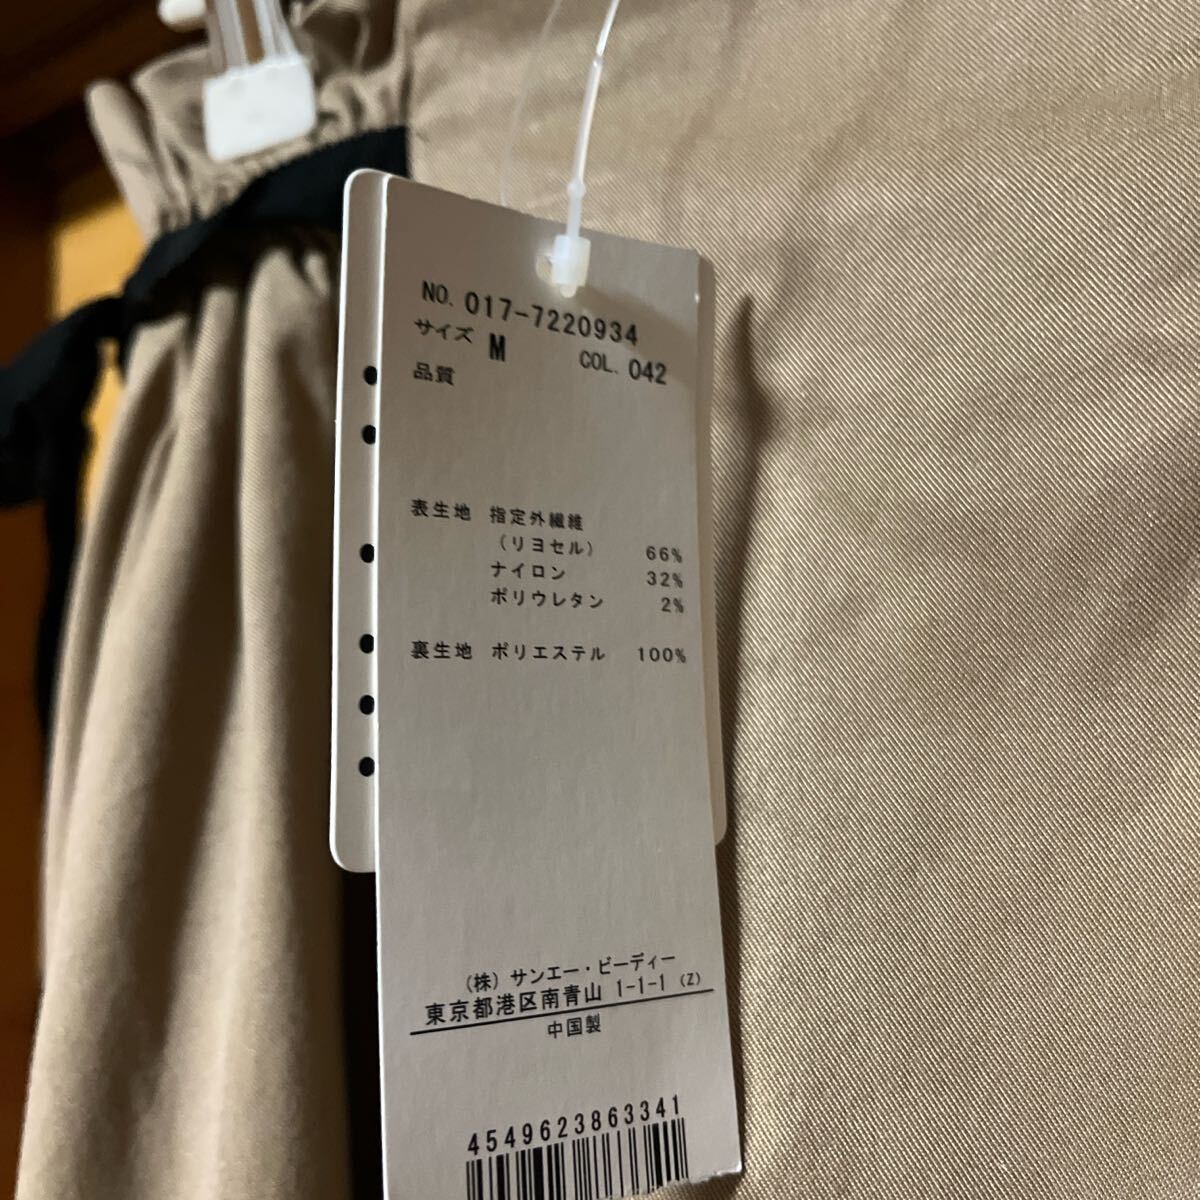 NO. 017-7220934
サイズ M COL. 042
品質
表生地 指定外繊維
(リヨセル) 66%
ナイロン 32%
ポリウレタン 2%
裏生地 ポリエステル 100%
(株) サンエー・ビーディー
東京都港区南青山 1-1-1 (Z)
中国製
4549623863341